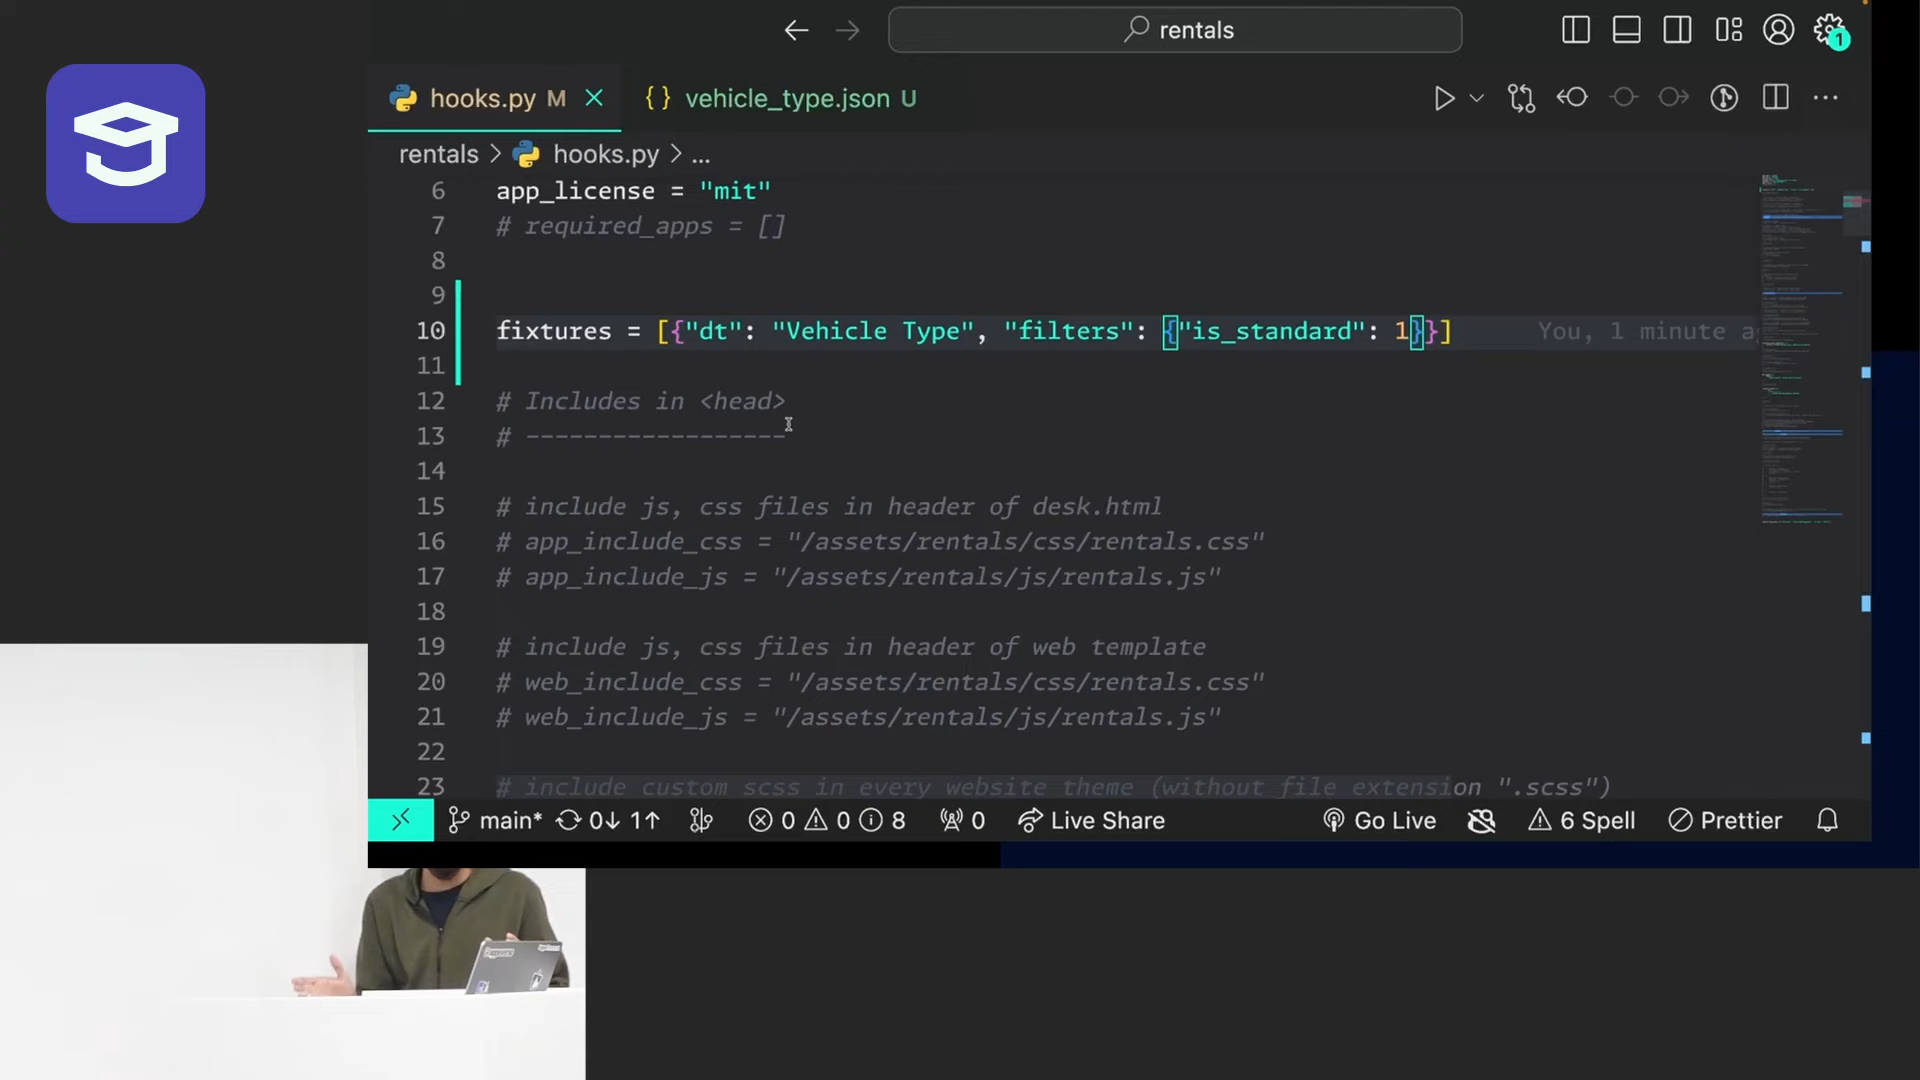 rentals
1
hooks.py M
{} vehicle_type.json U
rentals > hooks.py > ...
6 app_license = "mit"
7 # required_apps = []
8
9
10 fixtures = [{"dt": "Vehicle Type", "filters": {"is_standard": 1}}] You, 1 minute a
11
12 # Includes in <head>
13 # ------------------
14
15 # include js, css files in header of desk.html
16 # app_include_css = "/assets/rentals/css/rentals.css"
17 # app_include_js = "/assets/rentals/js/rentals.js"
18
19 # include js, css files in header of web template
20 # web_include_css = "/assets/rentals/css/rentals.css"
21 # web_include_js = "/assets/rentals/js/rentals.js"
22
23 # include custom scss in every website theme (without file extension ".scss")
main* 0↓ 1↑ 0 0 8 0 Live Share Go Live 6 Spell Prettier